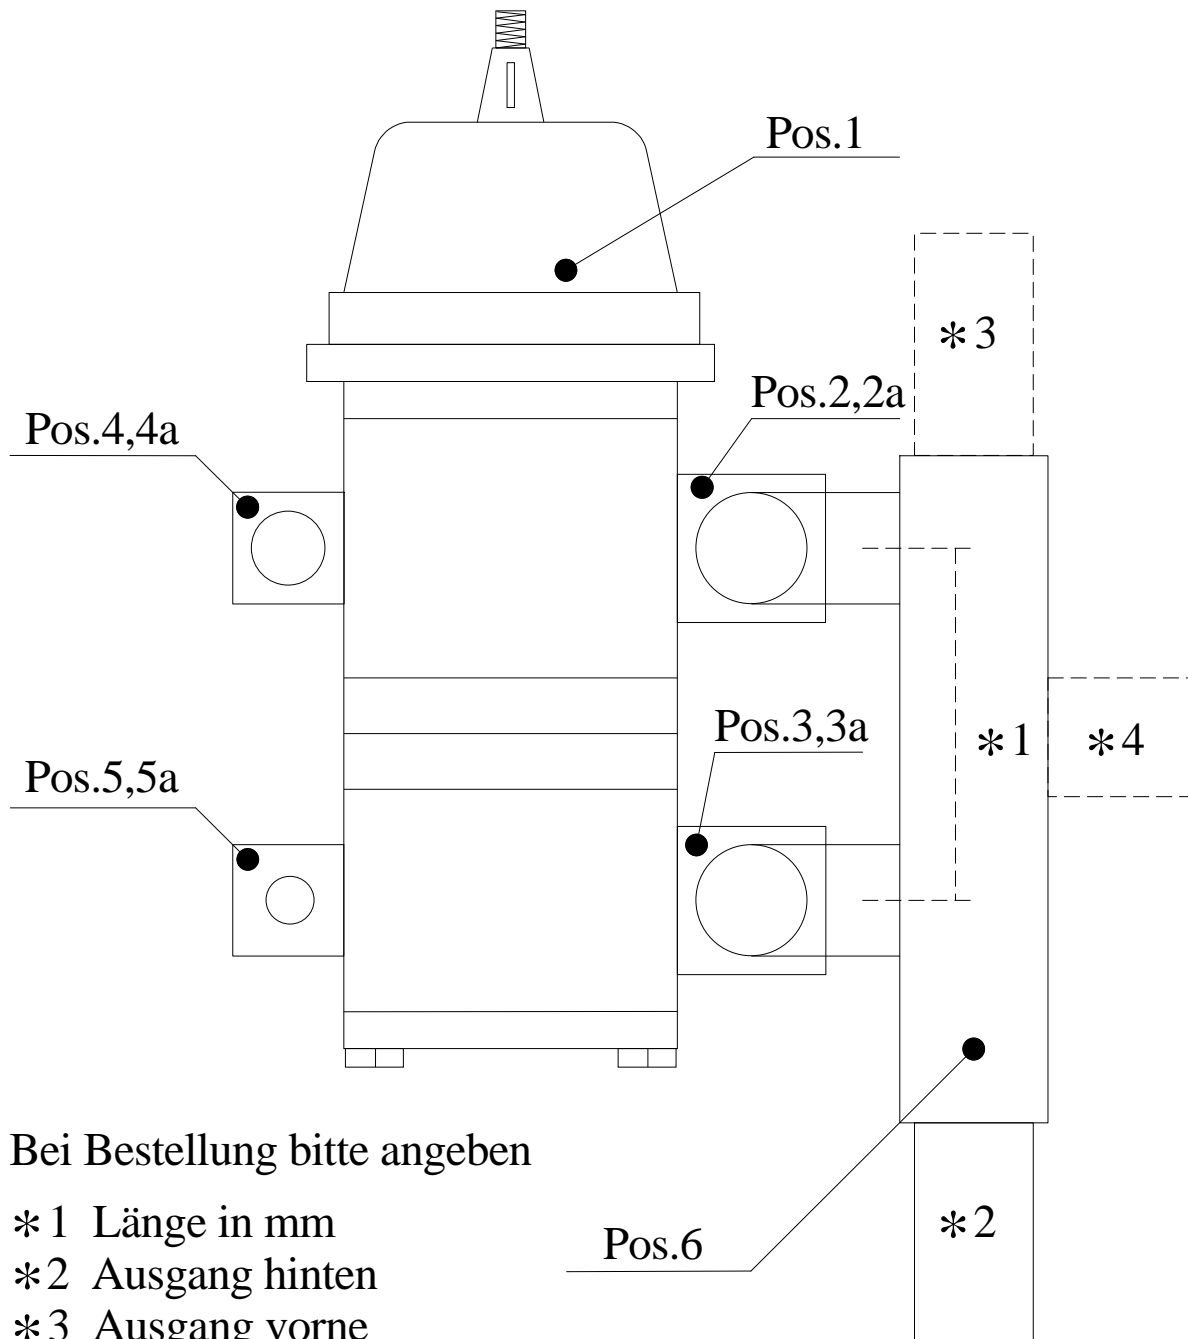 Pos.1
*3
Pos.2,2a
Pos.4,4a
Pos.3,3a
*1
*4
Pos.5,5a
Bei Bestellung bitte angeben
*1 Länge in mm
*2 Ausgang hinten
*3 Ausgang vorne
Pos.6
*2